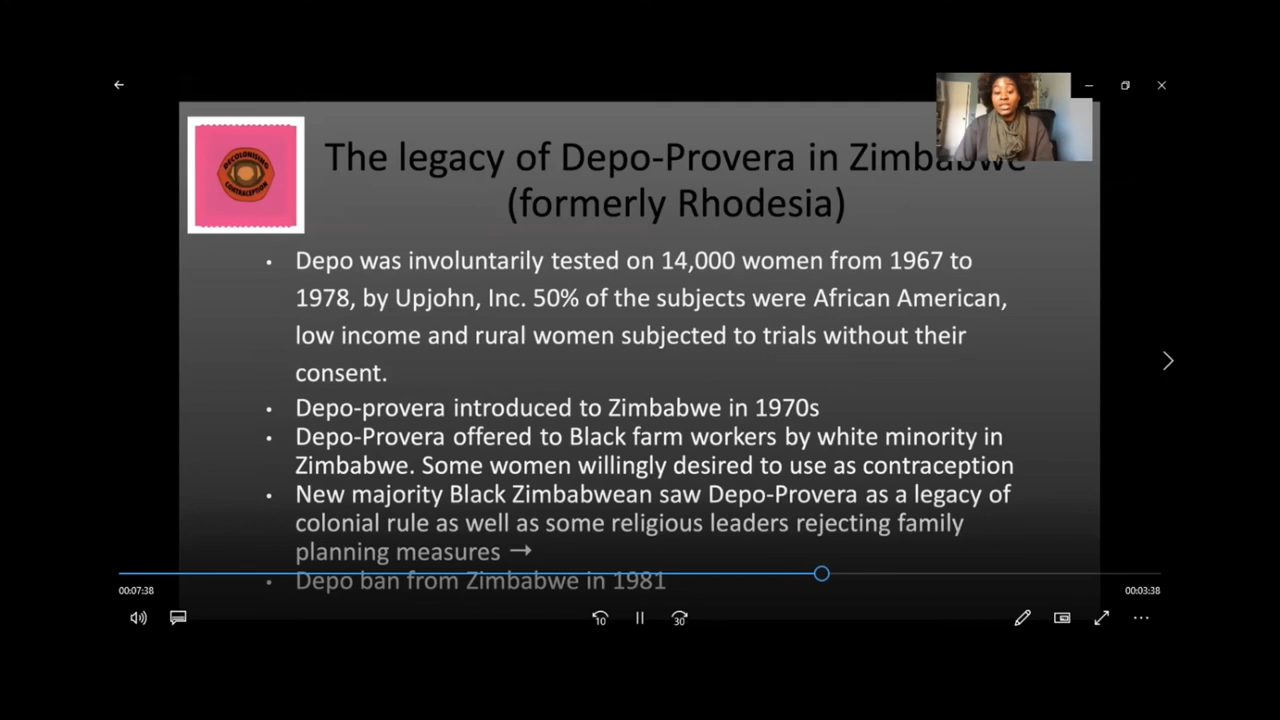 DECOLONISING
CONTRACEPTION
The legacy of Depo-Provera in Zimbabwe
(formerly Rhodesia)
• Depo was involuntarily tested on 14,000 women from 1967 to
1978, by Upjohn, Inc. 50% of the subjects were African American,
low income and rural women subjected to trials without their
consent.
• Depo-provera introduced to Zimbabwe in 1970s
• Depo-Provera offered to Black farm workers by white minority in
Zimbabwe. Some women willingly desired to use as contraception
• New majority Black Zimbabwean saw Depo-Provera as a legacy of
colonial rule as well as some religious leaders rejecting family
planning measures →
• Depo ban from Zimbabwe in 1981
00:07:38
00:03:38
10
30